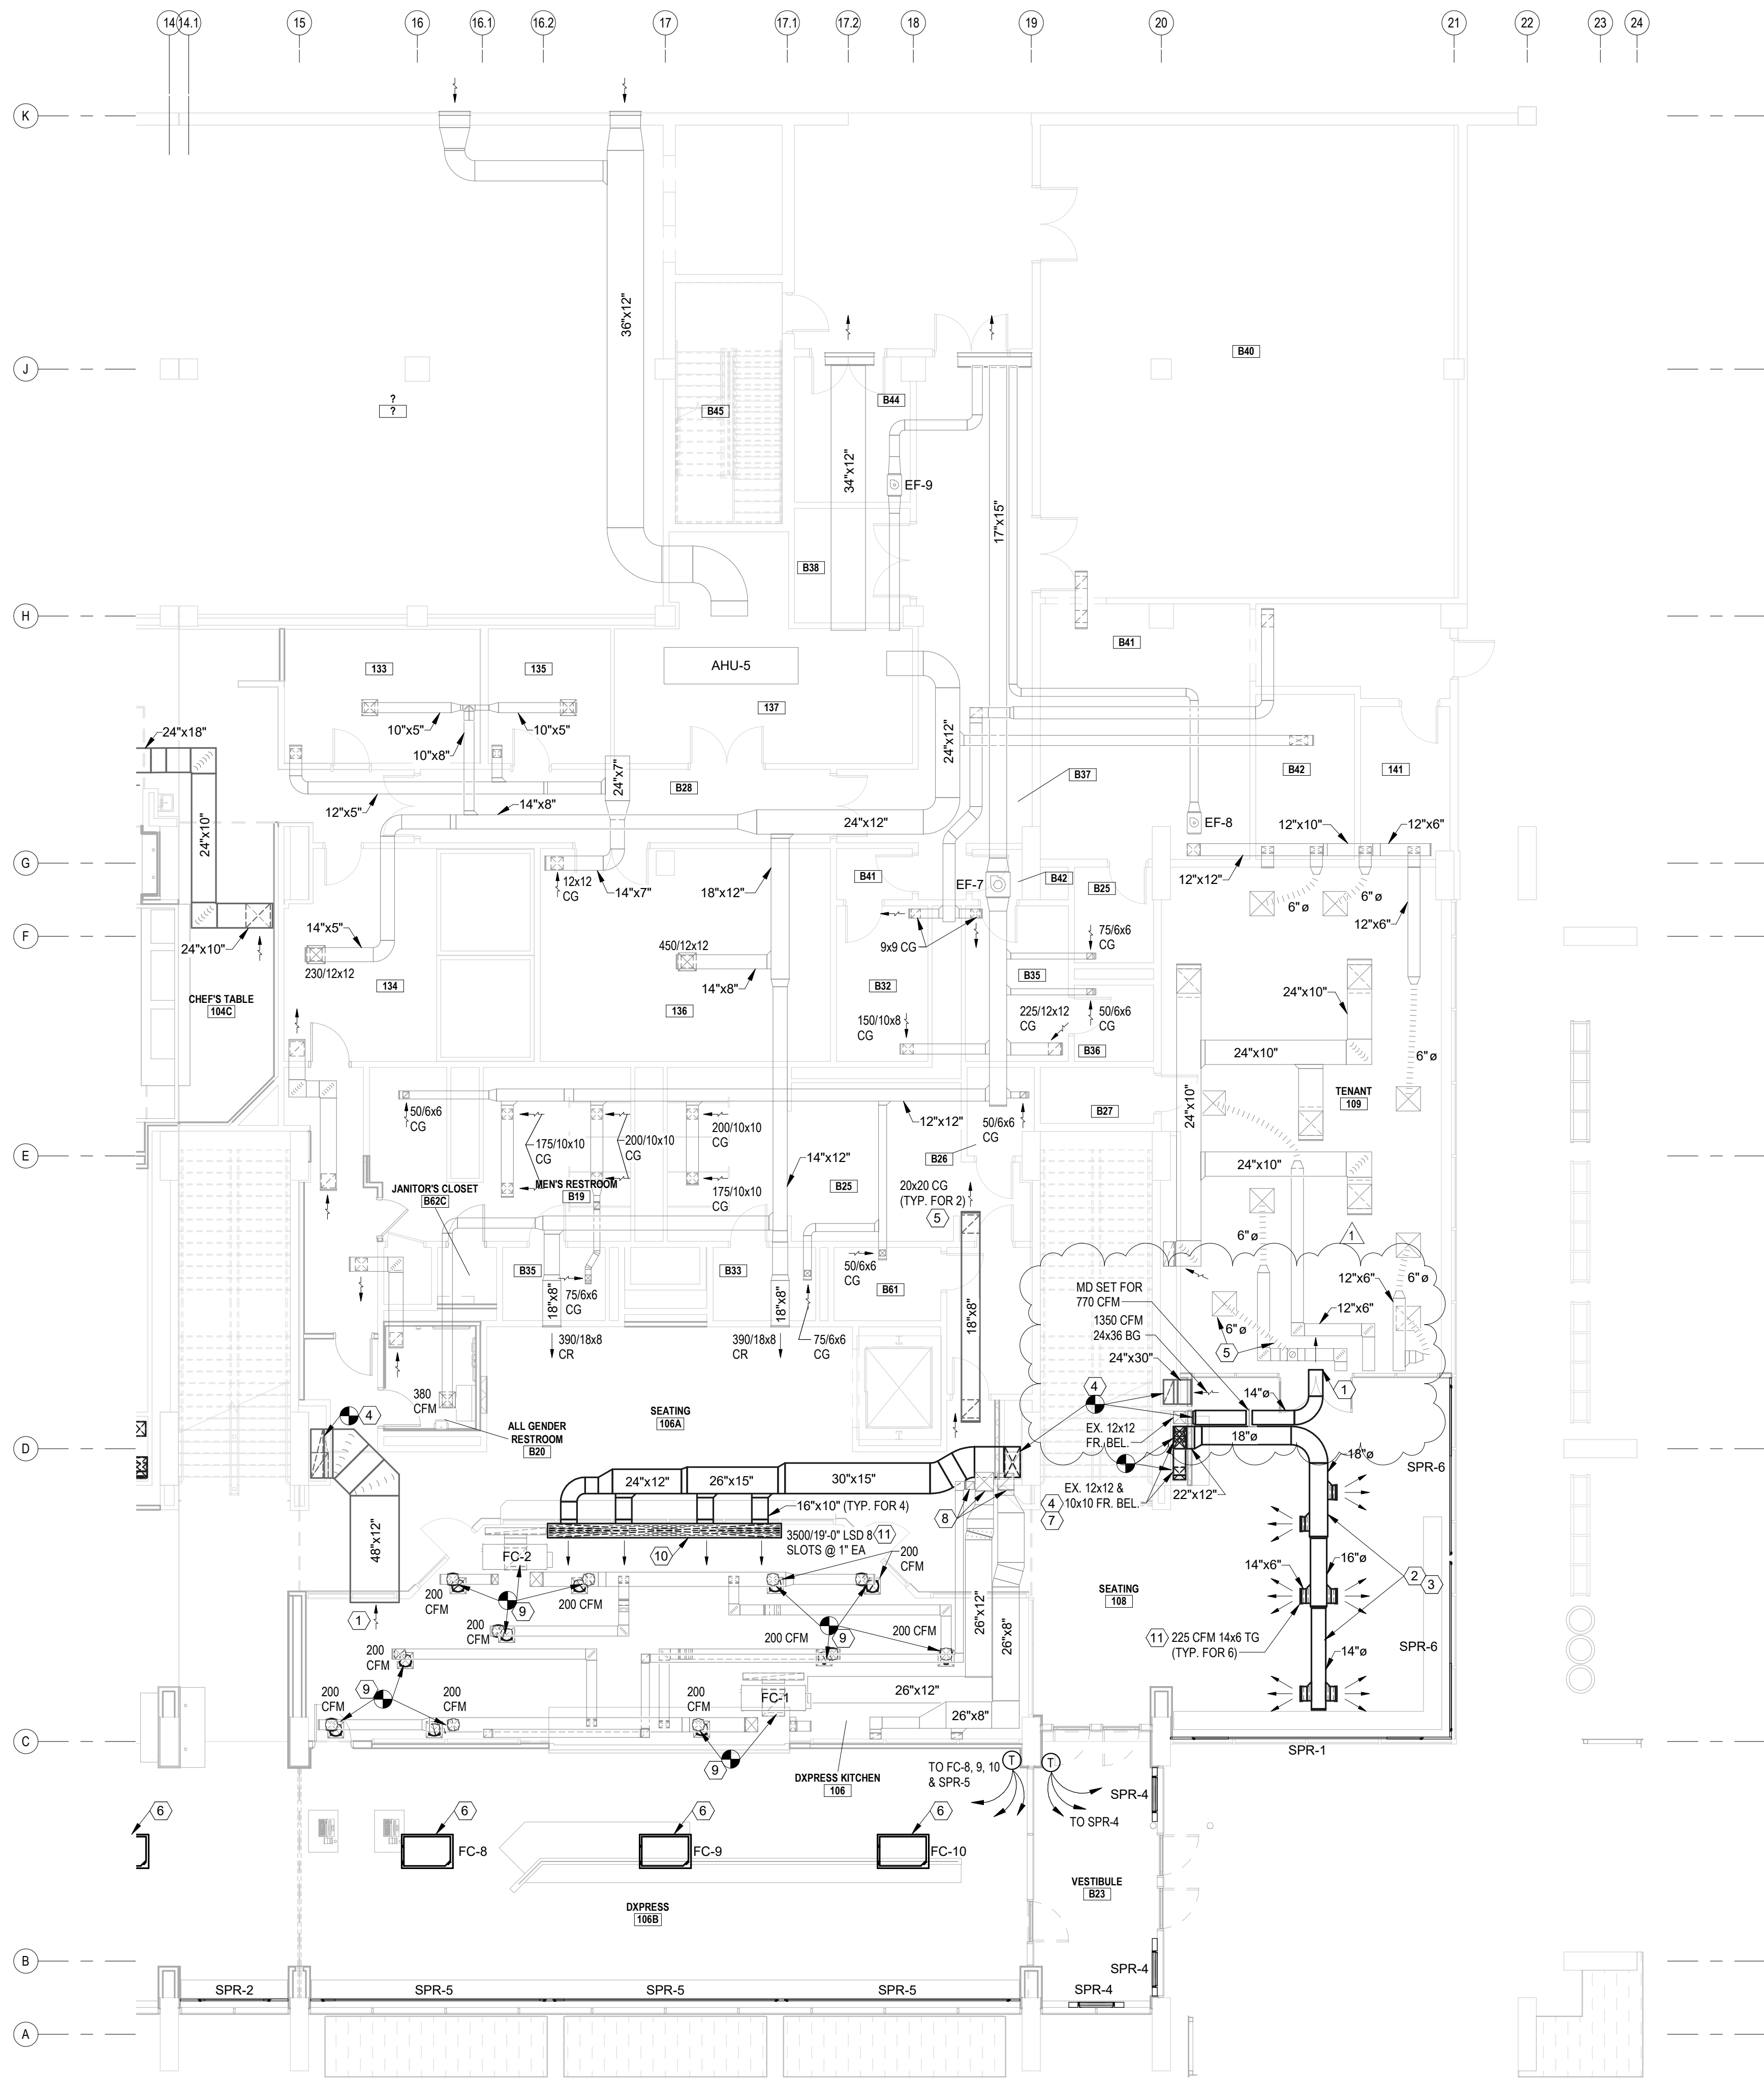 14 14.1 15 16 16.1 16.2 17 17.1 17.2 18 19 20 21 22 23 24
K
36"x12"
J
?
?
B45
B44
B40
34"x12"
EF-9
17"x15"
B38
H
B41
133
135
AHU-5
137
24"x18"
10"x5"
10"x5"
10"x8"
24"x12"
B42
141
24"x7"
B28
B37
12"x5"
14"x8"
24"x12"
24"x10"
EF-8
12"x10"
12"x6"
G
12x12
CG
14"x7"
18"x12"
B41
EF-7
B42
B25
12"x12"
6"ø
6"ø
12"x6"
F
24"x10"
14"x5"
230/12x12
450/12x12
14"x8"
9x9 CG
75/6x6
CG
CHEF'S TABLE
104C
134
136
B32
B35
24"x10"
150/10x8
CG
225/12x12
CG
50/6x6
CG
B36
24"x10"
6"ø
TENANT
109
24"x10"
B27
50/6x6
CG
175/10x10
CG
200/10x10
CG
200/10x10
CG
12"x12"
50/6x6
CG
E
14"x12"
B26
24"x10"
JANITOR'S CLOSET
B62C
MEN'S RESTROOM
B19
175/10x10
CG
B25
20x20 CG
(TYP. FOR 2)
5
6"ø
1
B35
B33
50/6x6
CG
B61
75/6x6
CG
18"x8"
18"x8"
18"x8"
MD SET FOR
770 CFM
12"x6"
6"ø
12"x6"
1350 CFM
24x36 BG
6"ø
5
390/18x8
CR
390/18x8
CR
75/6x6
CG
24"x30"
4
14"ø
1
380
CFM
SEATING
106A
4
ALL GENDER
RESTROOM
B20
EX. 12x12
FR. BEL.
18"ø
18"ø
D
SPR-6
24"x12"
26"x15"
30"x15"
EX. 12x12 &
10x10 FR. BEL.
4
7
22"x12"
16"x10" (TYP. FOR 4)
8
48"x12"
3500/19'-0" LSD 8
SLOTS @ 1" EA
11
10
FC-2
200
CFM
16"ø
14"x6"
2
3
200
CFM
200 CFM
9
SEATING
108
1
26"x12"
26"x8"
200
CFM
200 CFM
9
200 CFM
11
225 CFM 14x6 TG
(TYP. FOR 6)
SPR-6
14"ø
200
CFM
9
200
CFM
200
CFM
200
CFM
FC-1
26"x12"
26"x8"
C
SPR-1
9
TO FC-8, 9, 10
& SPR-5
T
T
DXPRESS KITCHEN
106
SPR-4
TO SPR-4
6
6
6
6
FC-8
FC-9
FC-10
VESTIBULE
B23
DXPRESS
106B
B
SPR-4
SPR-2
SPR-5
SPR-5
SPR-5
SPR-4
A